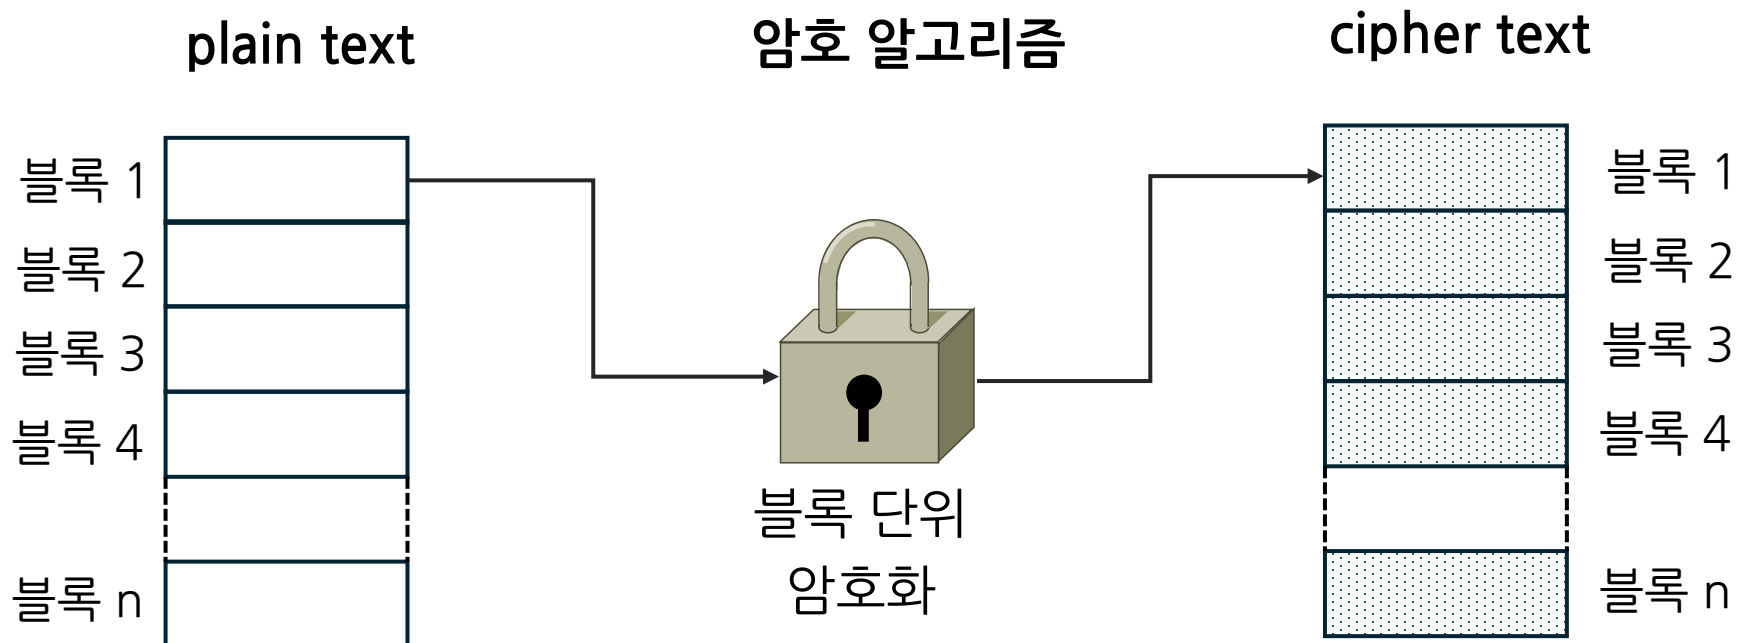 plain text
암호 알고리즘
cipher text
블록 1
블록 2
블록 3
블록 4
블록 n
블록 단위
암호화
블록 1
블록 2
블록 3
블록 4
블록 n